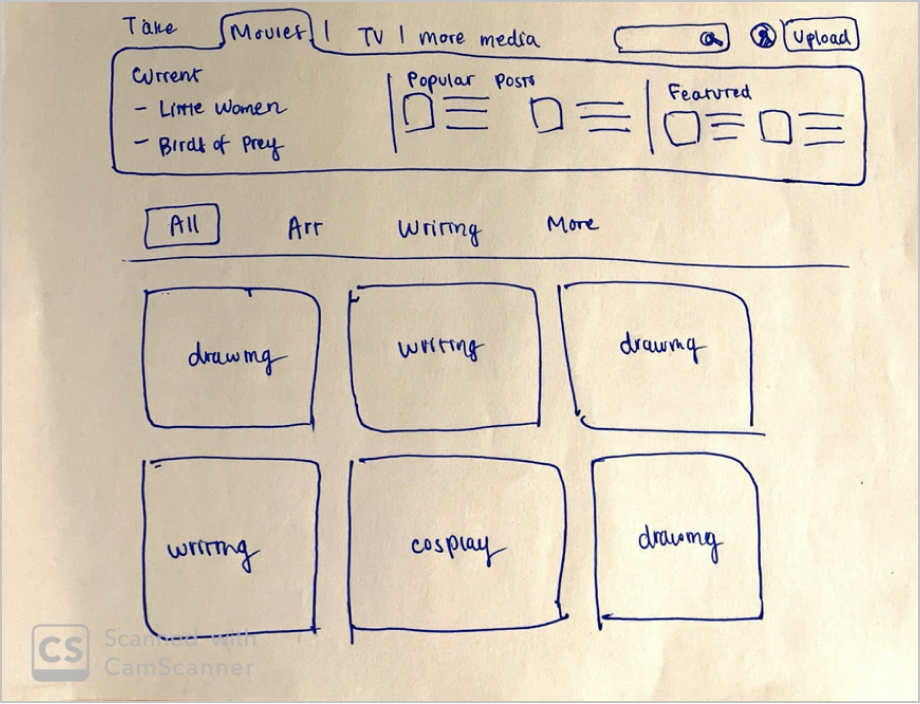 Take Movies | TV | more media Upload
Current Popular Posts Featured
- Little Women
- Birds of Prey
All Art Writing More
drawing writing drawing
writing cosplay drawing
CS Scanned with
CamScanner